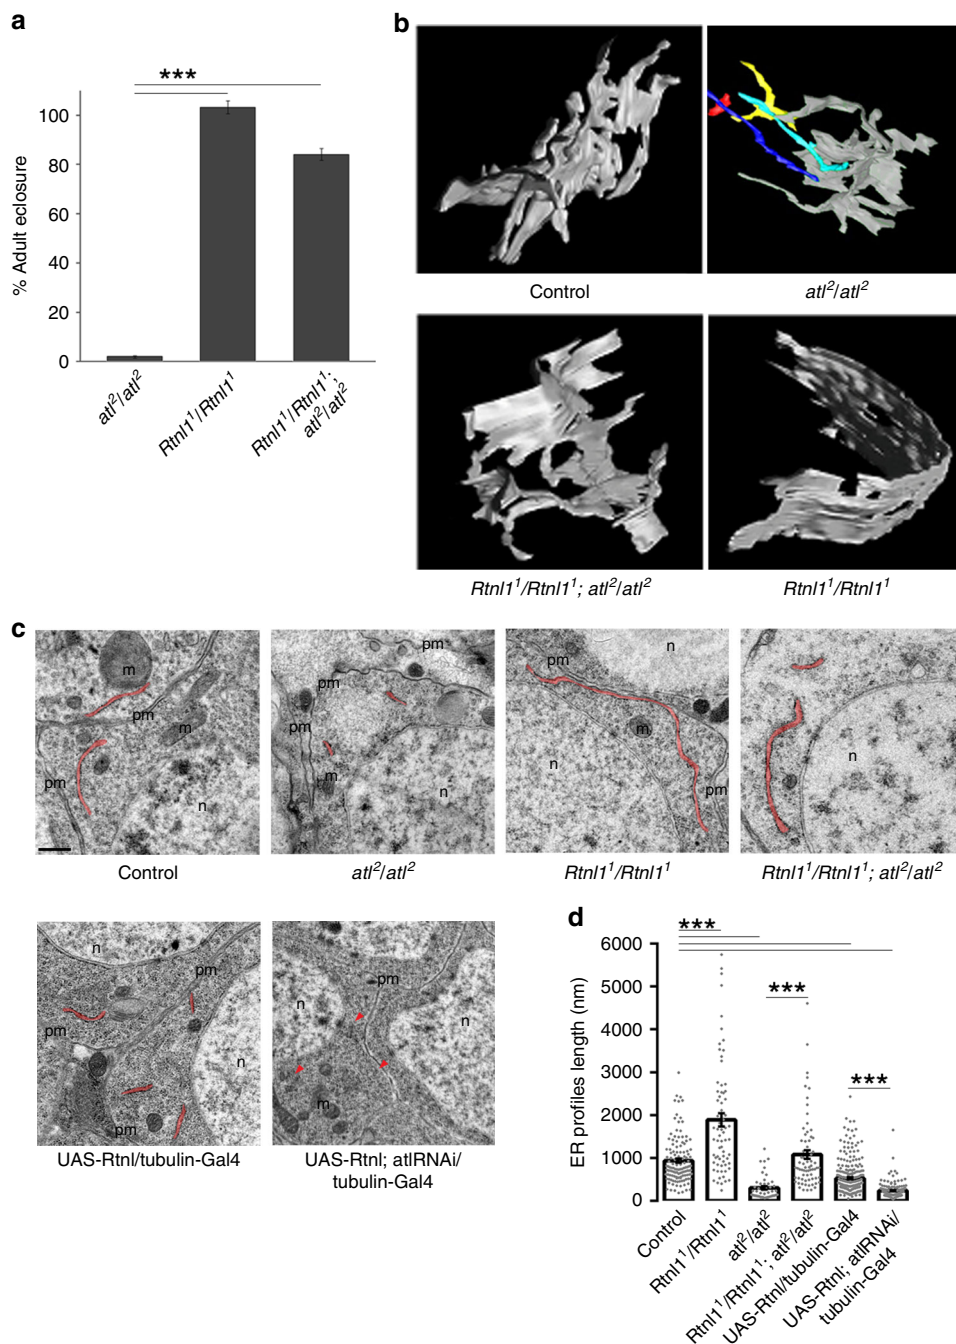 a
***
% Adult eclosure
100
80
60
40
20
0
atl²/atl²
Rtnl1¹/Rtnl1¹
Rtnl1¹/Rtnl1¹;
atl²/atl²
b
Control
atl²/atl²
Rtnl1¹/Rtnl1¹; atl²/atl²
Rtnl1¹/Rtnl1¹
c
m
pm
m
pm
n
Control
pm
pm
pm
m
n
atl²/atl²
pm
n
m
n
pm
Rtnl1¹/Rtnl1¹
n
Rtnl1¹/Rtnl1¹; atl²/atl²
n
pm
pm
n
pm
UAS-Rtnl/tubulin-Gal4
pm
n
n
m
UAS-Rtnl; atlRNAi/
tubulin-Gal4
d
***
***
***
ER profiles length (nm)
6000
5000
4000
3000
2000
1000
0
Control
Rtnl1¹/Rtnl1¹
atl²/atl²
Rtnl1¹/Rtnl1¹; atl²/atl²
UAS-Rtnl/tubulin-Gal4
UAS-Rtnl; atlRNAi/
tubulin-Gal4